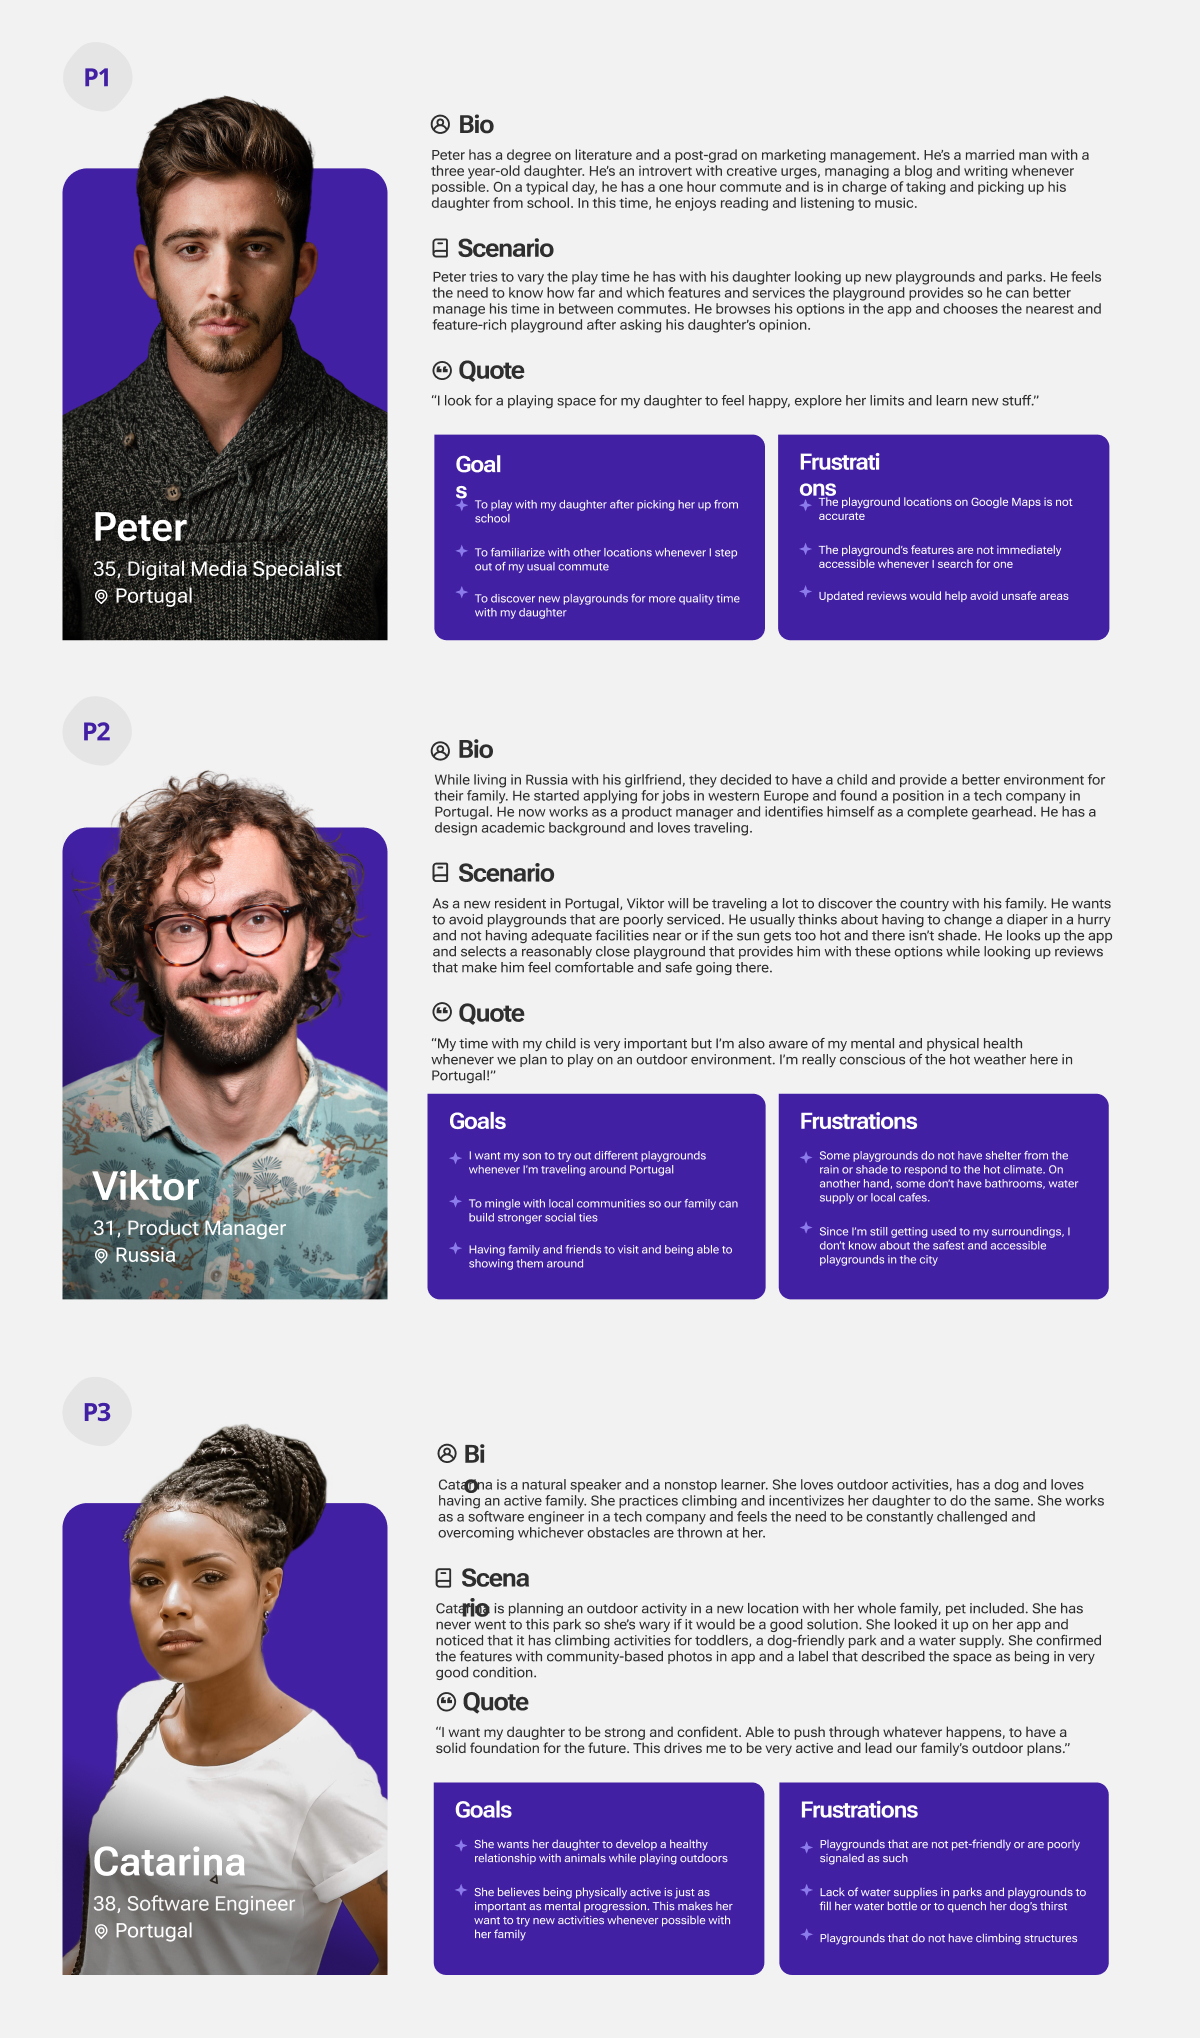 P1
Bio
Peter has a degree on literature and a post-grad on marketing management. He’s a married man with a
three year-old daughter. He’s an introvert with creative urges, managing a blog and writing whenever
possible. On a typical day, he has a one hour commute and is in charge of taking and picking up his
daughter from school. In this time, he enjoys reading and listening to music.
Scenario
Peter tries to vary the play time he has with his daughter looking up new playgrounds and parks. He feels
the need to know how far and which features and services the playground provides so he can better
manage his time in between commutes. He browses his options in the app and chooses the nearest and
feature-rich playground after asking his daughter’s opinion.
Quote
“I look for a playing space for my daughter to feel happy, explore her limits and learn new stuff.”
Peter
35, Digital Media Specialist
Portugal
Goal
s
To play with my daughter after picking her up from
school
To familiarize with other locations whenever I step
out of my usual commute
To discover new playgrounds for more quality time
with my daughter
Frustrati
ons
The playground locations on Google Maps is not
accurate
The playground’s features are not immediately
accessible whenever I search for one
Updated reviews would help avoid unsafe areas
P2
Bio
While living in Russia with his girlfriend, they decided to have a child and provide a better environment for
their family. He started applying for jobs in western Europe and found a position in a tech company in
Portugal. He now works as a product manager and identifies himself as a complete gearhead. He has a
design academic background and loves traveling.
Scenario
As a new resident in Portugal, Viktor will be traveling a lot to discover the country with his family. He wants
to avoid playgrounds that are poorly serviced. He usually thinks about having to change a diaper in a hurry
and not having adequate facilities near or if the sun gets too hot and there isn’t shade. He looks up the app
and selects a reasonably close playground that provides him with these options while looking up reviews
that make him feel comfortable and safe going there.
Quote
“My time with my child is very important but I’m also aware of my mental and physical health
whenever we plan to play on an outdoor environment. I’m really conscious of the hot weather here in
Portugal!”
Viktor
31, Product Manager
Russia
Goals
I want my son to try out different playgrounds
whenever I’m traveling around Portugal
To mingle with local communities so our family can
build stronger social ties
Having family and friends to visit and being able to
showing them around
Frustrations
Some playgrounds do not have shelter from the
rain or shade to respond to the hot climate. On
another hand, some don’t have bathrooms, water
supply or local cafes.
Since I’m still getting used to my surroundings, I
don’t know about the safest and accessible
playgrounds in the city
P3
Bi
o
Catarina is a natural speaker and a nonstop learner. She loves outdoor activities, has a dog and loves
having an active family. She practices climbing and incentivizes her daughter to do the same. She works
as a software engineer in a tech company and feels the need to be constantly challenged and
overcoming whichever obstacles are thrown at her.
Scena
rio
Catarina is planning an outdoor activity in a new location with her whole family, pet included. She has
never went to this park so she’s wary if it would be a good solution. She looked it up on her app and
noticed that it has climbing activities for toddlers, a dog-friendly park and a water supply. She confirmed
the features with community-based photos in app and a label that described the space as being in very
good condition.
Quote
“I want my daughter to be strong and confident. Able to push through whatever happens, to have a
solid foundation for the future. This drives me to be very active and lead our family’s outdoor plans.”
Catarina
38, Software Engineer
Portugal
Goals
She wants her daughter to develop a healthy
relationship with animals while playing outdoors
She believes being physically active is just as
important as mental progression. This makes her
want to try new activities whenever possible with
her family
Frustrations
Playgrounds that are not pet-friendly or are poorly
signaled as such
Lack of water supplies in parks and playgrounds to
fill her water bottle or to quench her dog’s thirst
Playgrounds that do not have climbing structures